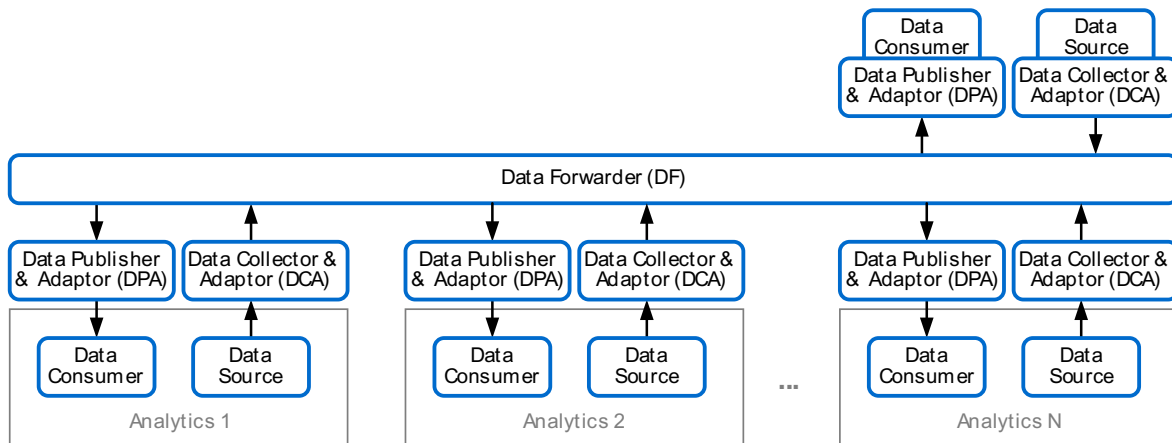 Data
Consumer
Data
Source
Data Publisher
& Adaptor (DPA)
Data Collector &
Adaptor (DCA)
Data Forwarder (DF)
Data Publisher
& Adaptor (DPA)
Data Collector &
Adaptor (DCA)
Data Publisher
& Adaptor (DPA)
Data Collector &
Adaptor (DCA)
Data Publisher
& Adaptor (DPA)
Data Collector &
Adaptor (DCA)
Data
Consumer
Data
Source
Data
Consumer
Data
Source
...
Data
Consumer
Data
Source
Analytics 1
Analytics 2
Analytics N